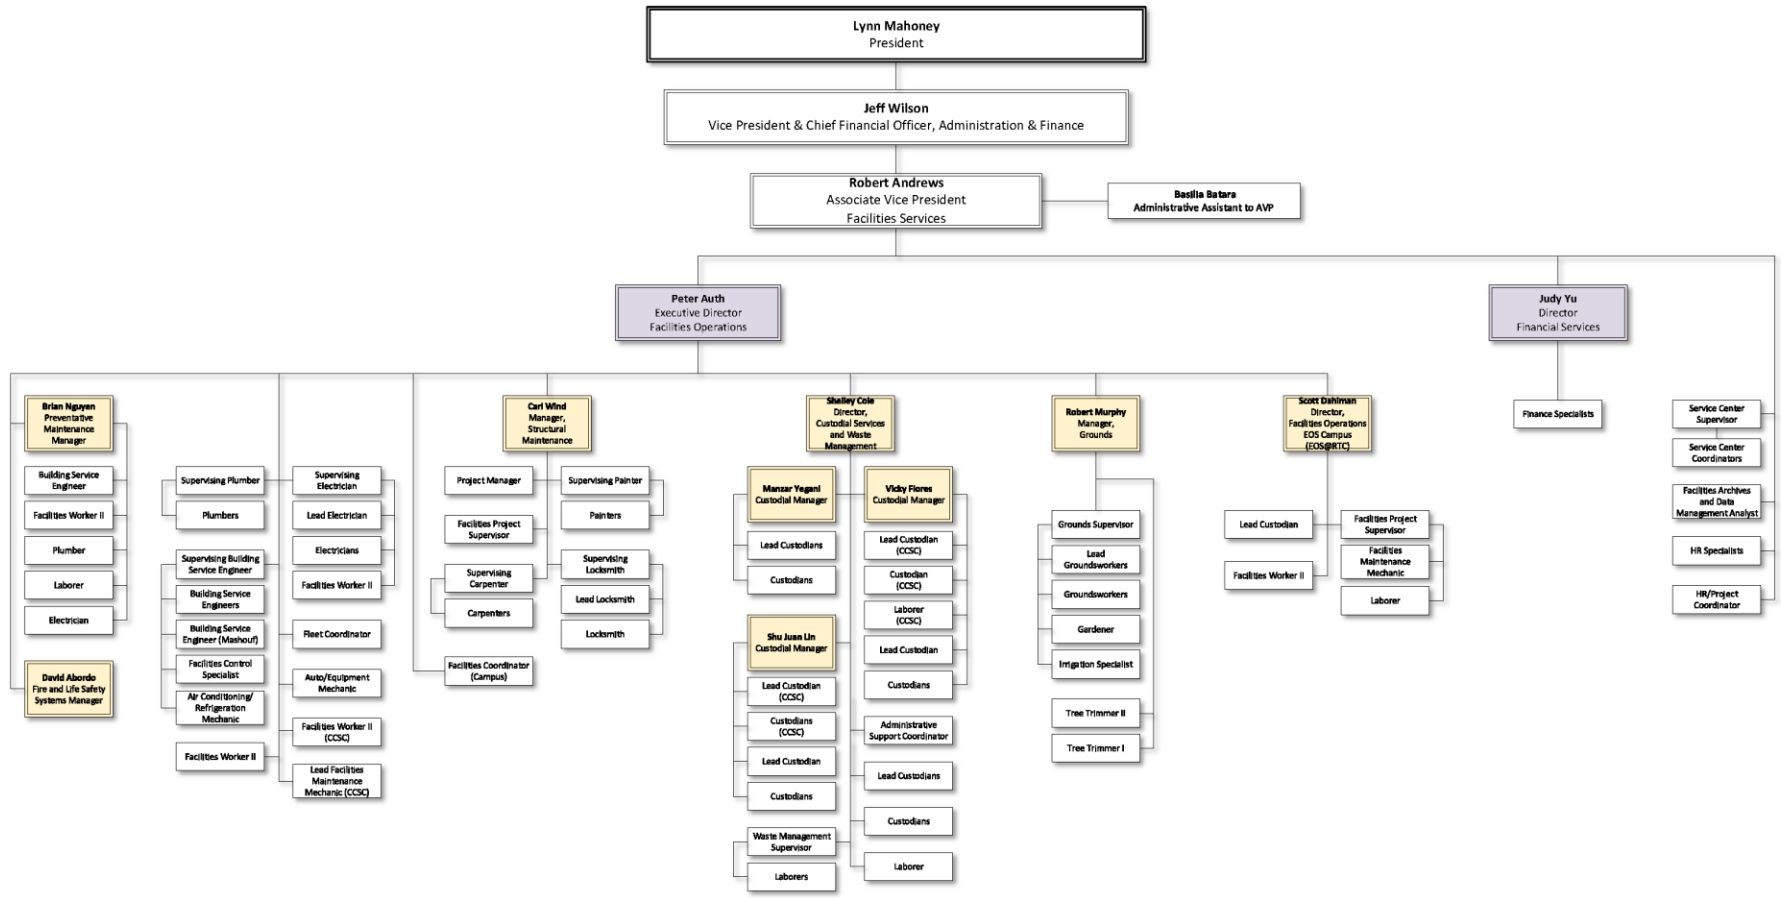 Lynn Mahoney
President
Jeff Wilson
Vice President & Chief Financial Officer, Administration & Finance
Robert Andrews
Associate Vice President
Facilities Services
Basilia Batara
Administrative Assistant to AVP
Peter Auth
Executive Director
Facilities Operations
Judy Yu
Director
Financial Services
Brian Nguyen
Preventative
Maintenance
Manager
Building Service
Engineer
Facilities Worker II
Plumber
Laborer
Electrician
David Abordo
Fire and Life Safety
Systems Manager
Supervising Plumber
Plumbers
Supervising Building
Service Engineer
Building Service
Engineers
Building Service
Engineer (Mashouf)
Facilities Control
Specialist
Air Conditioning/
Refrigeration
Mechanic
Facilities Worker II
Supervising
Electrician
Lead Electrician
Electricians
Facilities Worker II
Fleet Coordinator
Auto/Equipment
Mechanic
Facilities Worker II
(CCSC)
Lead Facilities
Maintenance
Mechanic (CCSC)
Carl Wind
Manager,
Structural
Maintenance
Project Manager
Facilities Project
Supervisor
Supervising
Carpenter
Carpenters
Facilities Coordinator
(Campus)
Supervising Painter
Painters
Supervising
Locksmith
Lead Locksmith
Locksmith
Shelley Cole
Director,
Custodial Services
and Waste
Management
Manzar Yegani
Custodial Manager
Lead Custodians
Custodians
Shu Juan Lin
Custodial Manager
Lead Custodian
(CCSC)
Custodians
(CCSC)
Lead Custodian
Custodians
Waste Management
Supervisor
Laborers
Vicky Flores
Custodial Manager
Lead Custodian
(CCSC)
Custodian
(CCSC)
Laborer
(CCSC)
Lead Custodian
Custodians
Administrative
Support Coordinator
Lead Custodians
Custodians
Laborer
Robert Murphy
Manager,
Grounds
Grounds Supervisor
Lead
Groundsworkers
Groundsworkers
Gardener
Irrigation Specialist
Tree Trimmer II
Tree Trimmer I
Scott Dahlman
Director,
Facilities Operations
EOS Campus
(EOS@RTC)
Lead Custodian
Facilities Worker II
Facilities Project
Supervisor
Facilities
Maintenance
Mechanic
Laborer
Finance Specialists
Service Center
Supervisor
Service Center
Coordinators
Facilities Archives
and Data
Management Analyst
HR Specialists
HR/Project
Coordinator